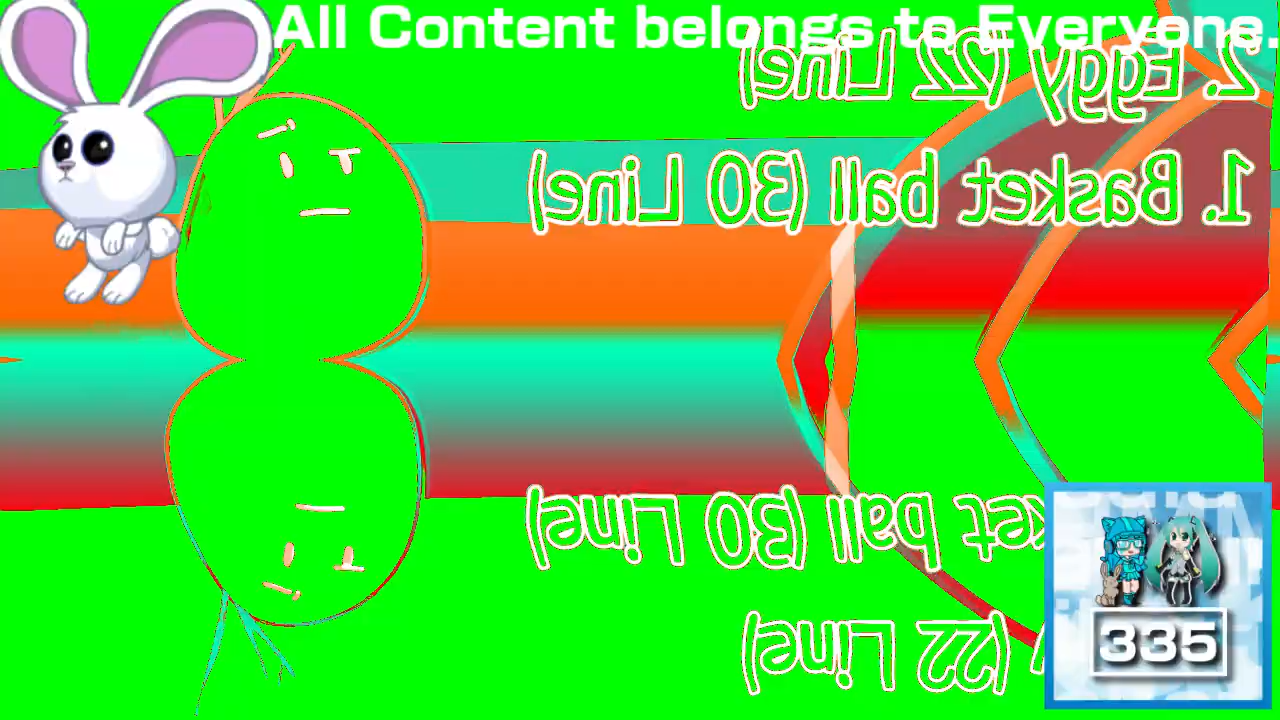 All Content belongs to Everyone.
2. Eggy (22 Line)
1. Basket ball (30 Line)
ket ball (30 Line)
(22 Line)
335